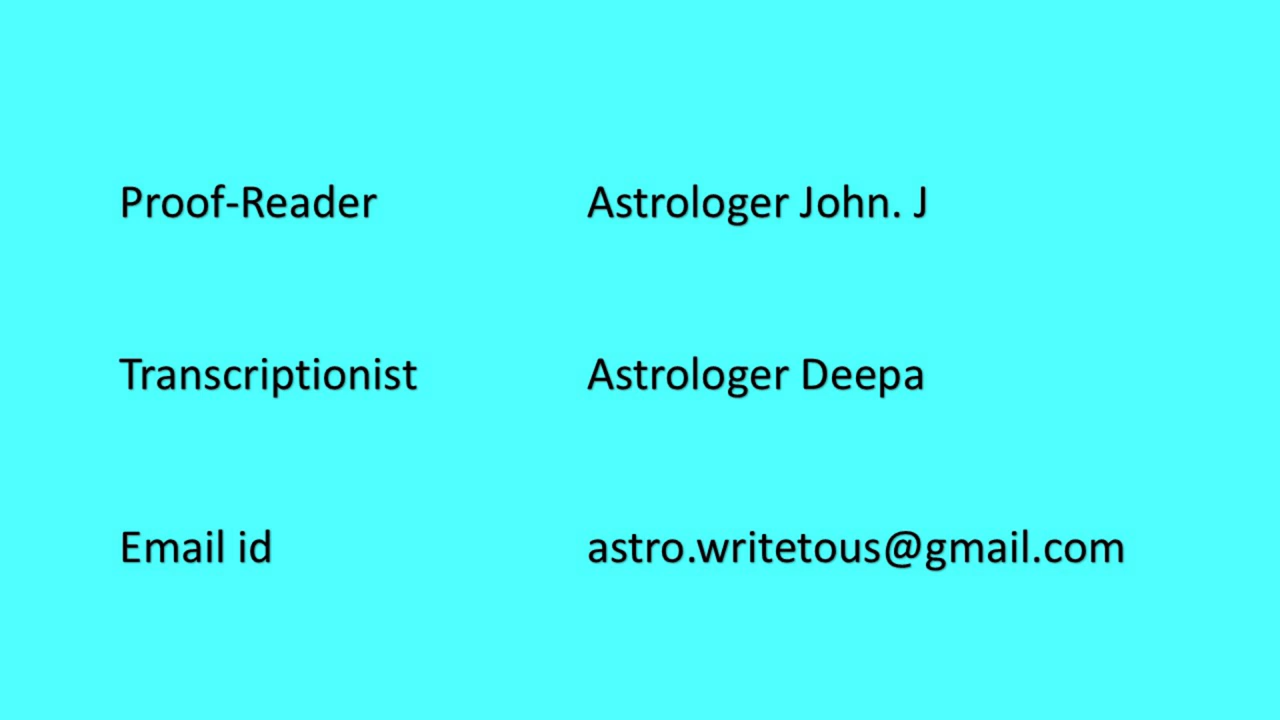 Proof-Reader Astrologer John. J
Transcriptionist Astrologer Deepa
Email id astro.writetous@gmail.com